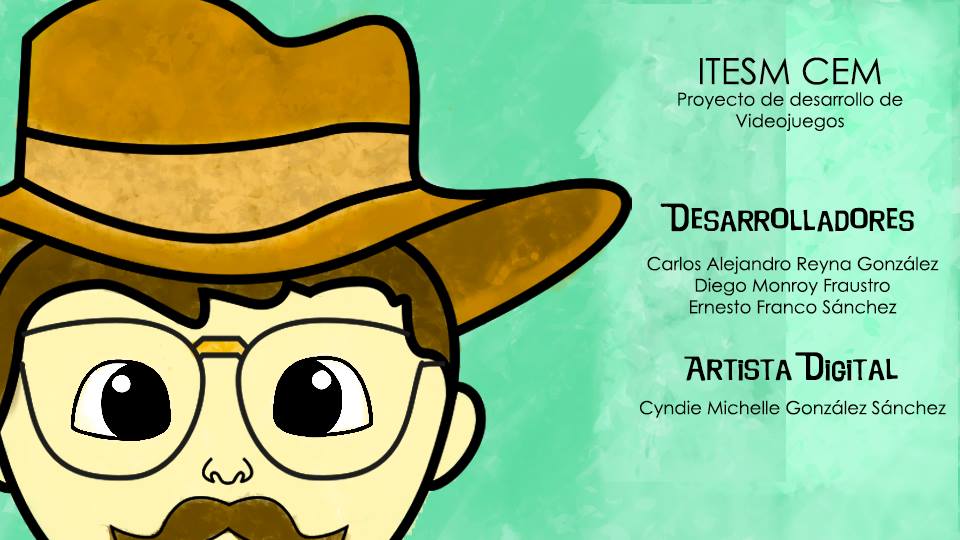 ITESM CEM
Proyecto de desarrollo de
Videojuegos
DESARROLLADORES
Carlos Alejandro Reyna González
Diego Monroy Fraustro
Ernesto Franco Sánchez
ARTISTA DIGITAL
Cyndie Michelle González Sánchez